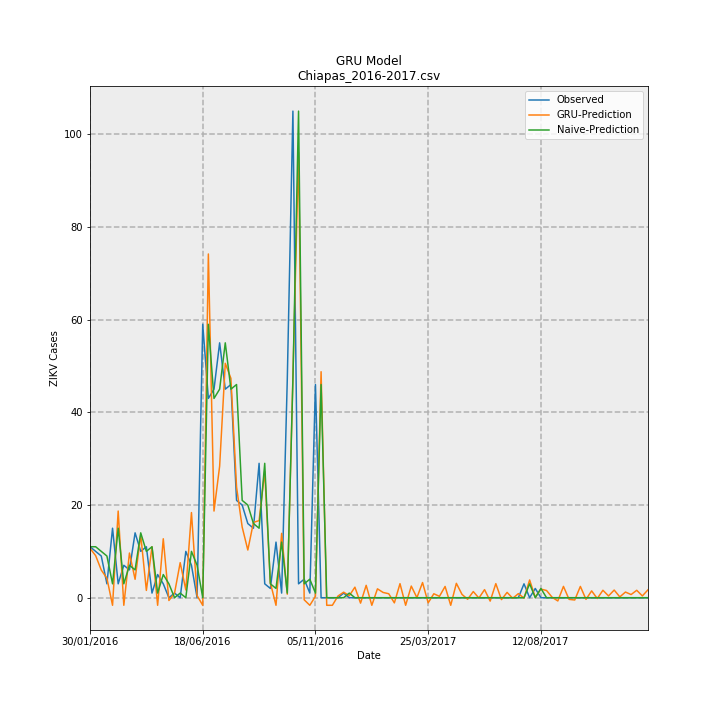 GRU Model
Chiapas_2016-2017.csv
Observed
GRU-Prediction
Naive-Prediction
ZIKV Cases
100
80
60
40
20
0
30/01/2016
18/06/2016
05/11/2016
25/03/2017
12/08/2017
Date